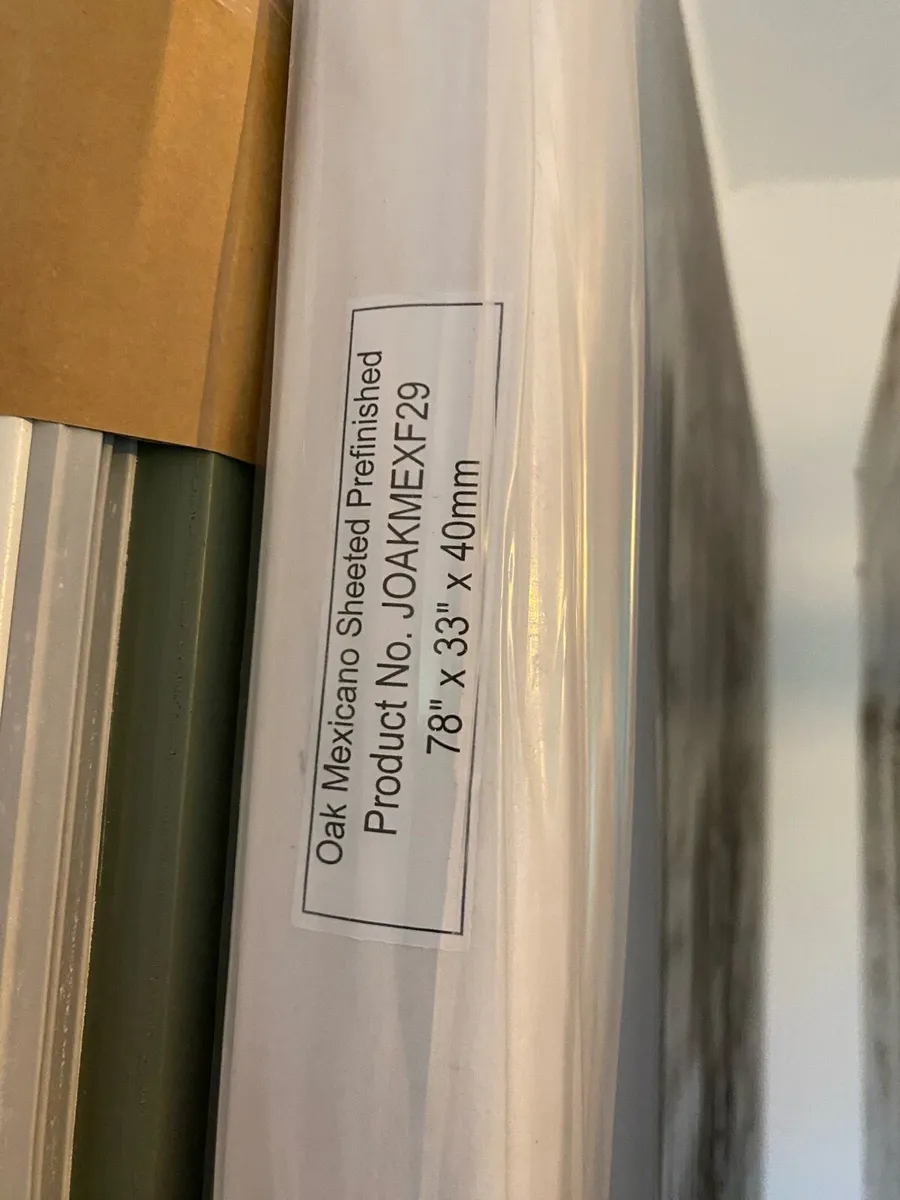 Oak Mexicano Sheeted Prefinished
Product No. JOAKMEXF29
78" x 33" x 40mm